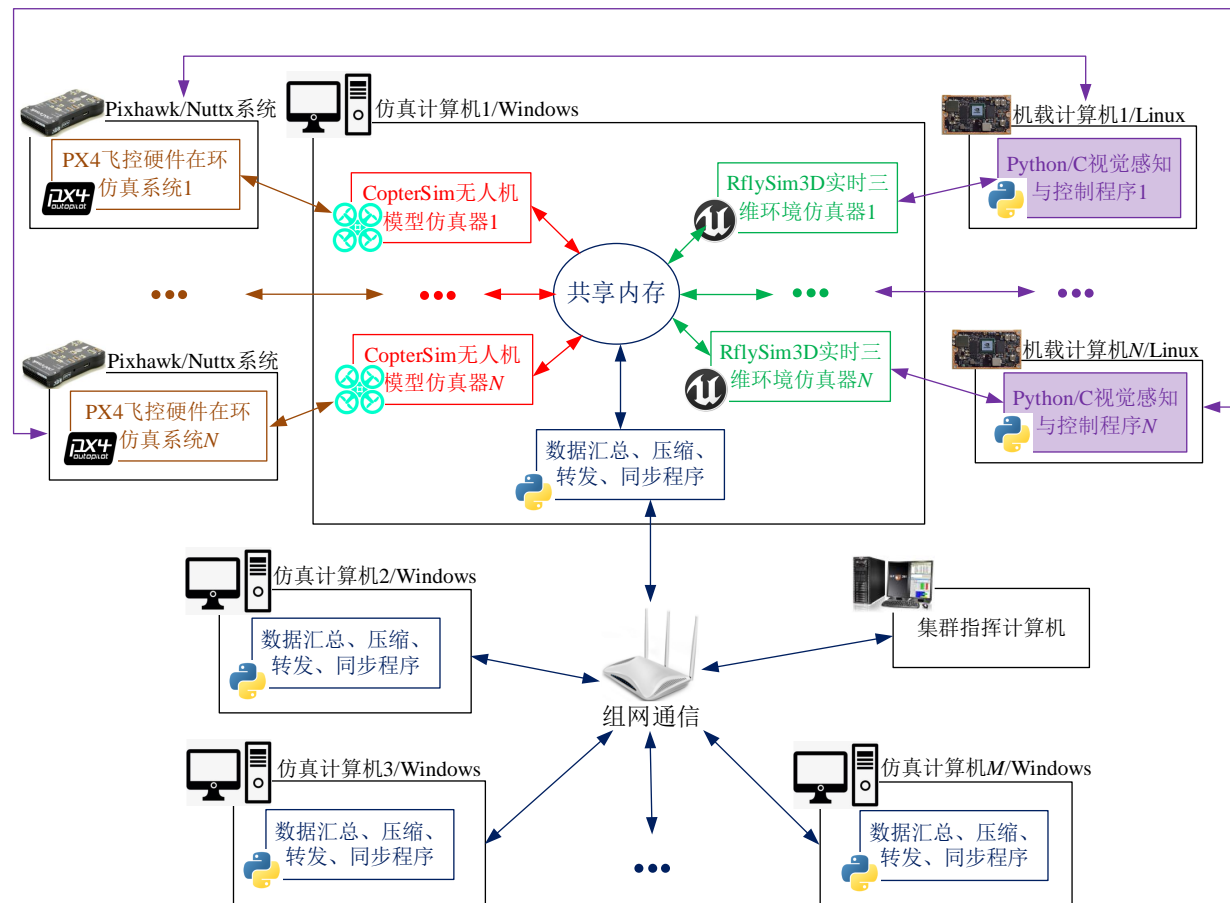 Pixhawk/Nuttx系统
仿真计算机1/Windows
机载计算机1/Linux
PX4飞控硬件在环
仿真系统1
px4
autopilot
CopterSim无人机
模型仿真器1
RflySim3D实时三
维环境仿真器1
Python/C视觉感知
与控制程序1
共享内存
Pixhawk/Nuttx系统
机载计算机N/Linux
PX4飞控硬件在环
仿真系统N
px4
autopilot
CopterSim无人机
模型仿真器N
RflySim3D实时三
维环境仿真器N
Python/C视觉感知
与控制程序N
数据汇总、压缩、
转发、同步程序
仿真计算机2/Windows
数据汇总、压缩、
转发、同步程序
集群指挥计算机
组网通信
仿真计算机3/Windows
数据汇总、压缩、
转发、同步程序
仿真计算机M/Windows
数据汇总、压缩、
转发、同步程序